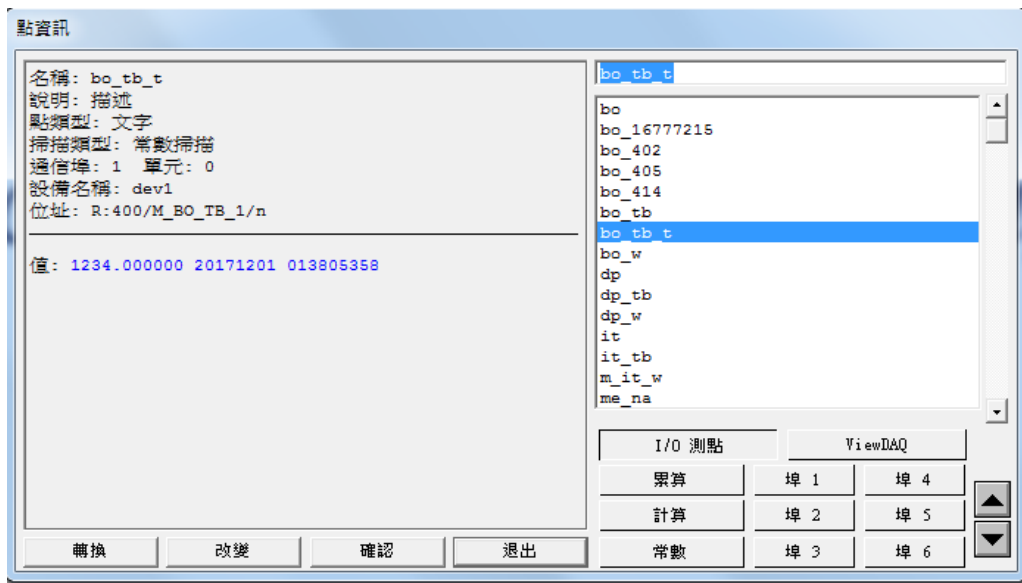 點資訊
名稱: bo_tb_t
說明: 描述
點類型: 文字
掃描類型: 常數掃描
通信埠: 1 單元: 0
設備名稱: dev1
位址: R:400/M_BO_TB_1/n
值: 1234.000000 20171201 013805358
轉換 改變 確認 退出
bo_tb_t
bo
bo_16777215
bo_402
bo_405
bo_414
bo_tb
bo_tb_t
bo_w
dp
dp_tb
dp_w
it
it_tb
m_it_w
me_na
I/O 測點 ViewDAQ
累算 埠 1 埠 4
計算 埠 2 埠 5
常數 埠 3 埠 6